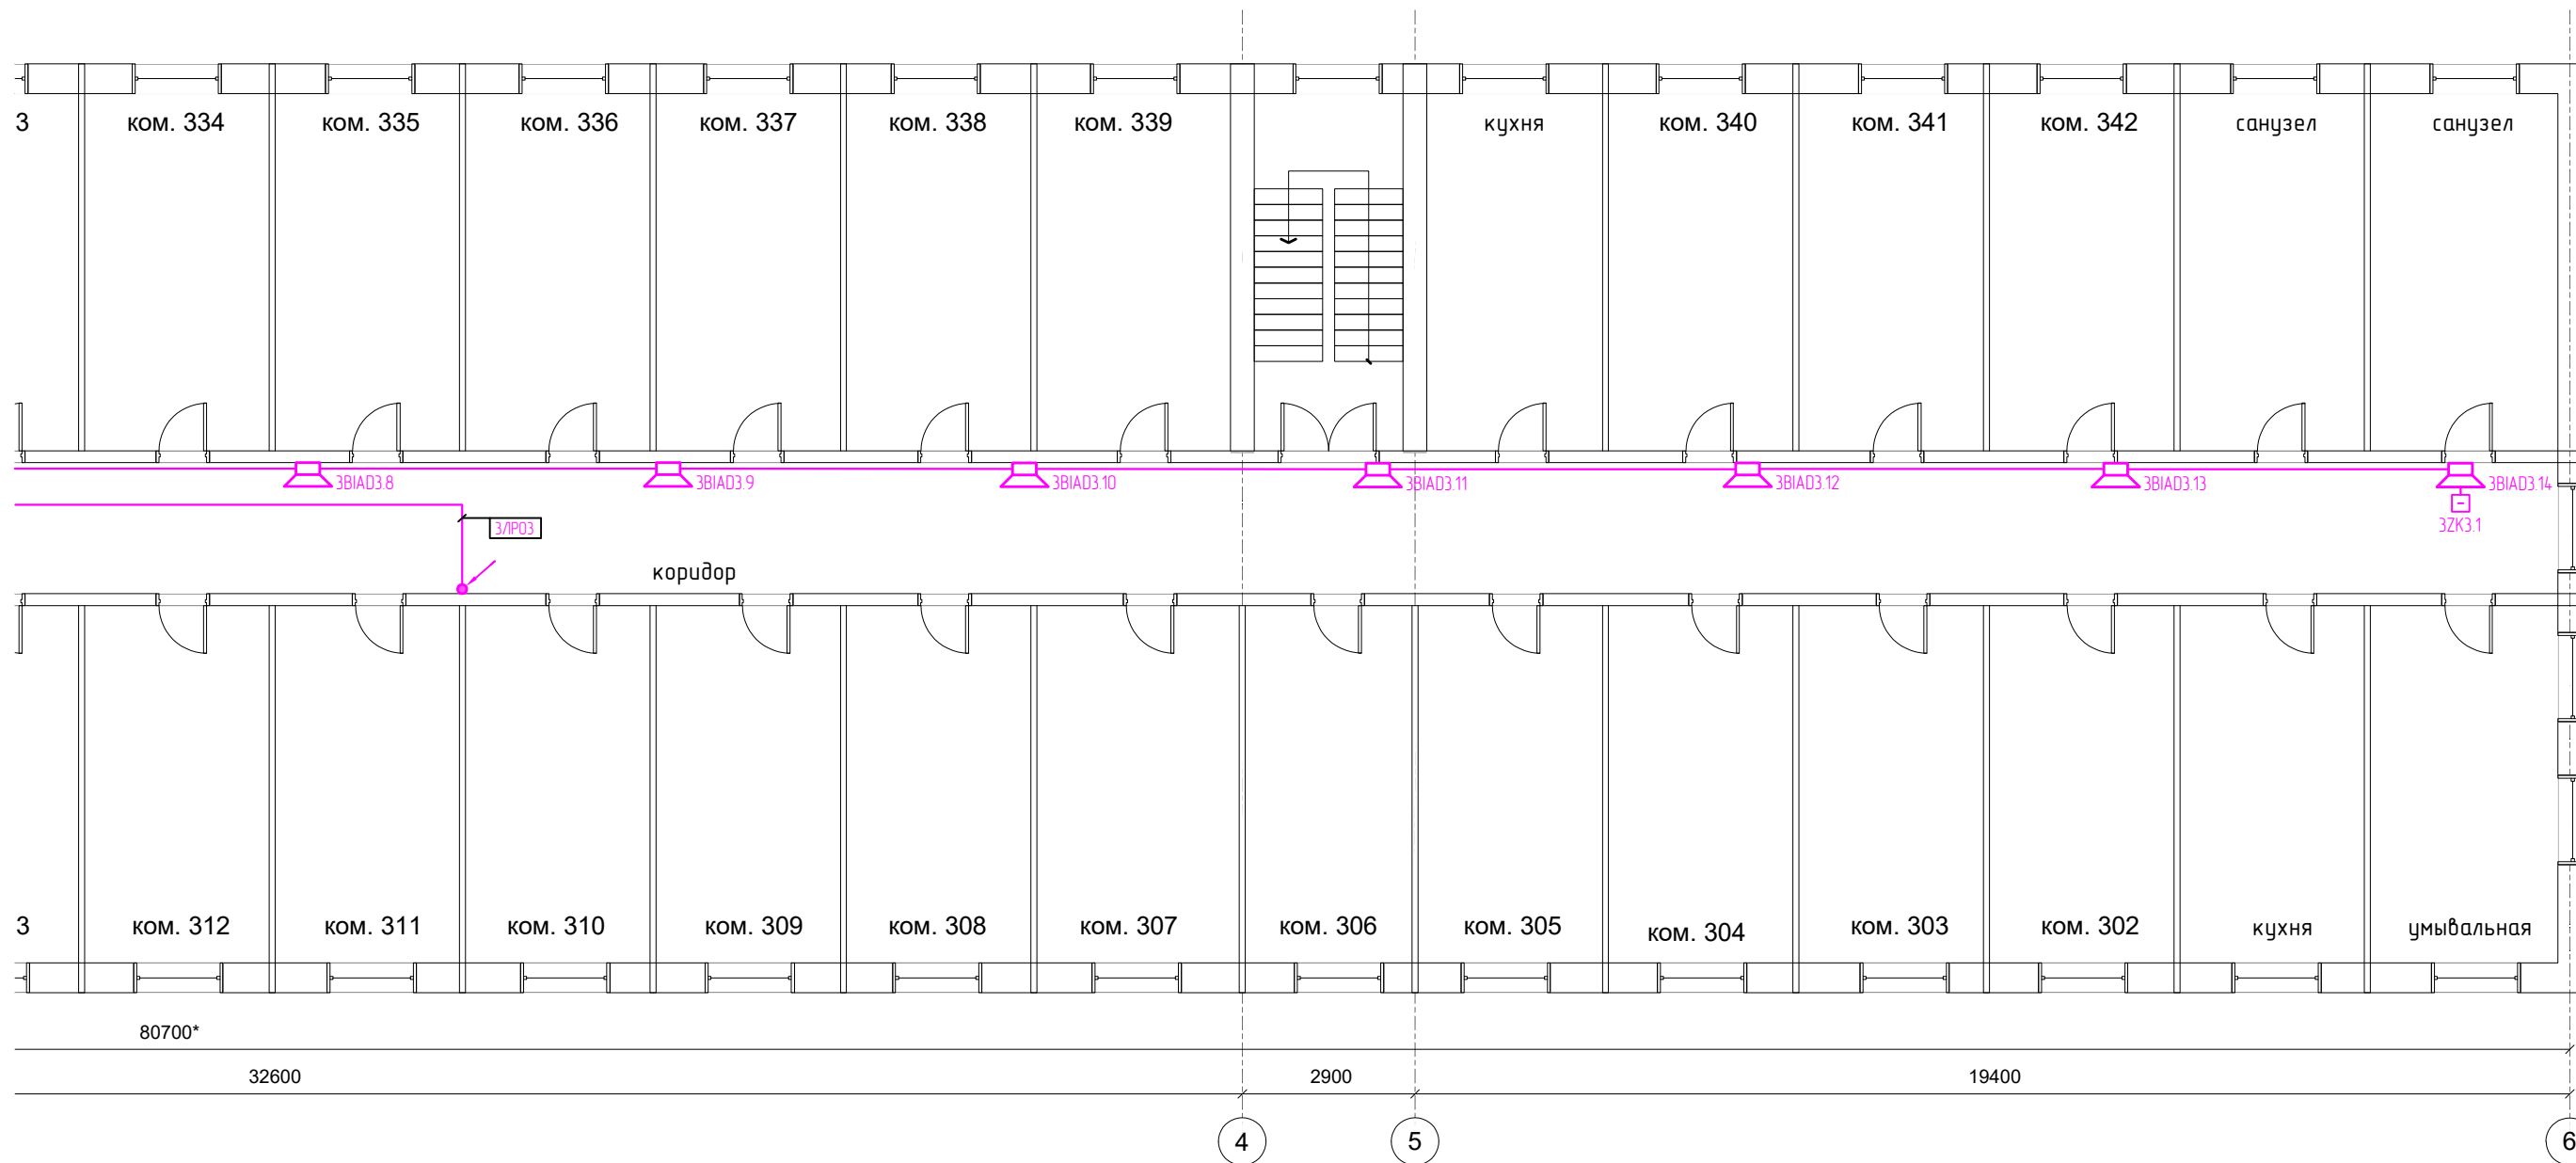 3 ком. 334 ком. 335 ком. 336 ком. 337 ком. 338 ком. 339 кухня ком. 340 ком. 341 ком. 342 санузел санузел
3BIAD3.8 3BIAD3.9 3BIAD3.10 3BIAD3.11 3BIAD3.12 3BIAD3.13 3BIAD3.14
3ZK3.1
3ЛРО3
коридор
3 ком. 312 ком. 311 ком. 310 ком. 309 ком. 308 ком. 307 ком. 306 ком. 305 ком. 304 ком. 303 ком. 302 кухня умывальная
80700*
32600 2900 19400
4 5 6